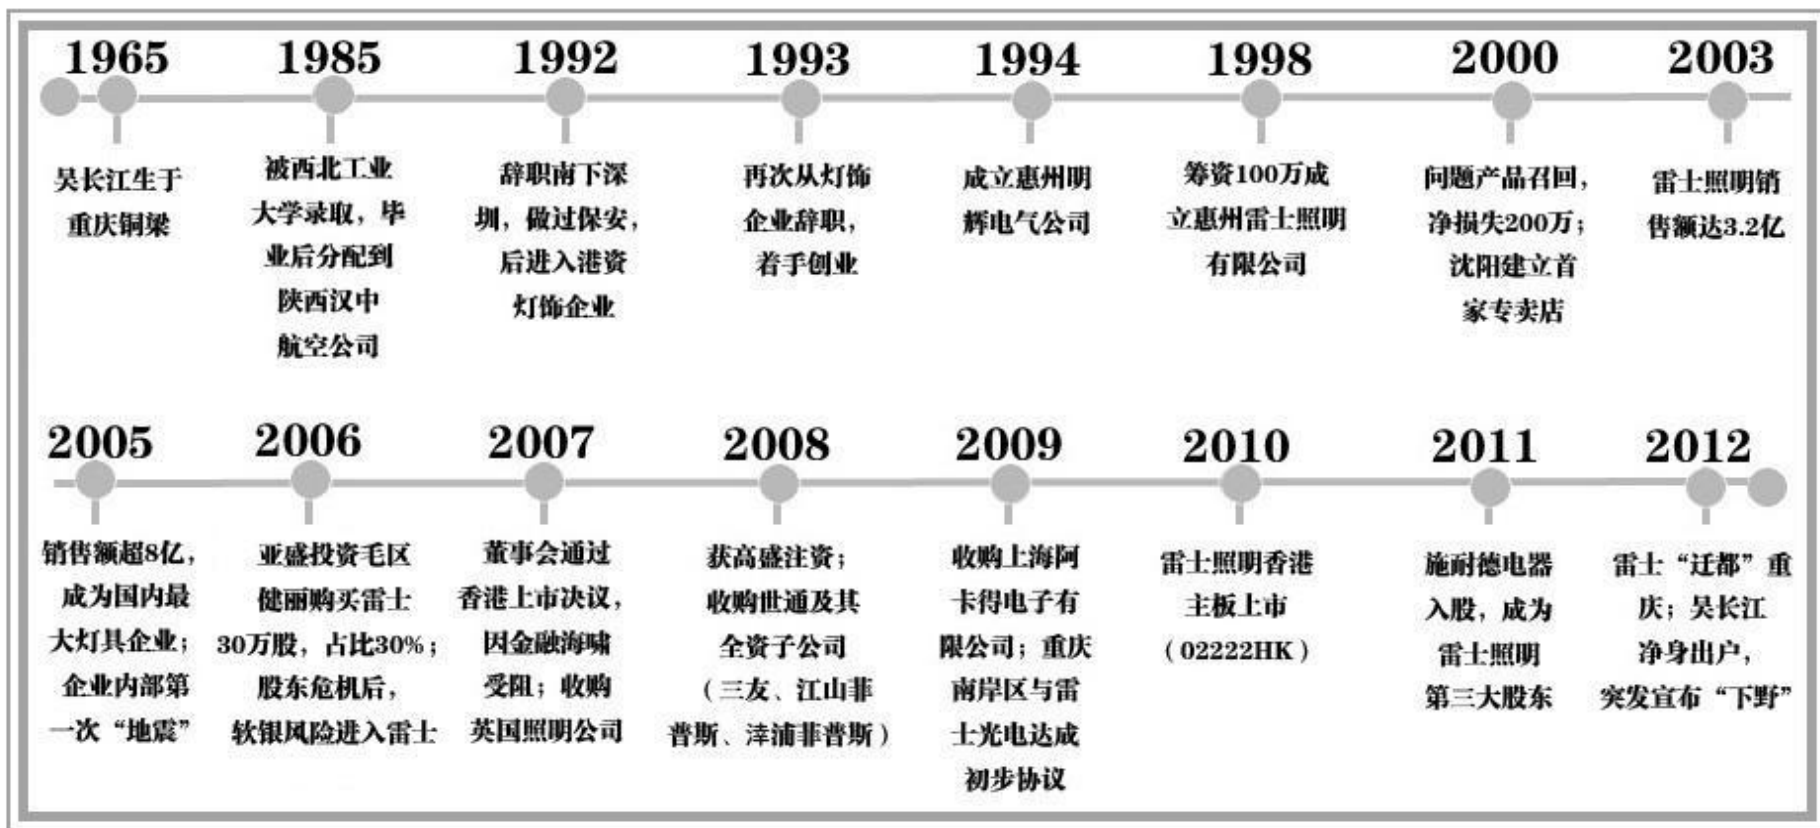 1965
吴长江生于
重庆铜梁
1985
被西北工业
大学录取，毕
业后分配到
陕西汉中
航空公司
1992
辞职南下深
圳，做过保安，
后进入港资
灯饰企业
1993
再次从灯饰
企业辞职，
着手创业
1994
成立惠州明
辉电气公司
1998
筹资100万成
立惠州雷士照明
有限公司
2000
问题产品召回，
净损失200万；
沈阳建立首
家专卖店
2003
雷士照明销
售额达3.2亿
2005
销售额超8亿，
成为国内最
大灯具企业；
企业内部第
一次“地震”
2006
亚盛投资毛区
健丽购买雷士
30万股，占比30%；
股东危机后，
软银风险进入雷士
2007
董事会通过
香港上市决议，
因金融海啸
受阻；收购
英国照明公司
2008
获高盛注资；
收购世通及其
全资子公司
（三友、江山菲
普斯、漳浦菲普斯）
2009
收购上海阿
卡得电子有
限公司；重庆
南岸区与雷
士光电达成
初步协议
2010
雷士照明香港
主板上市
（02222HK）
2011
施耐德电器
入股，成为
雷士照明
第三大股东
2012
雷士“迁都”重
庆；吴长江
净身出户，
突发宣布“下野”